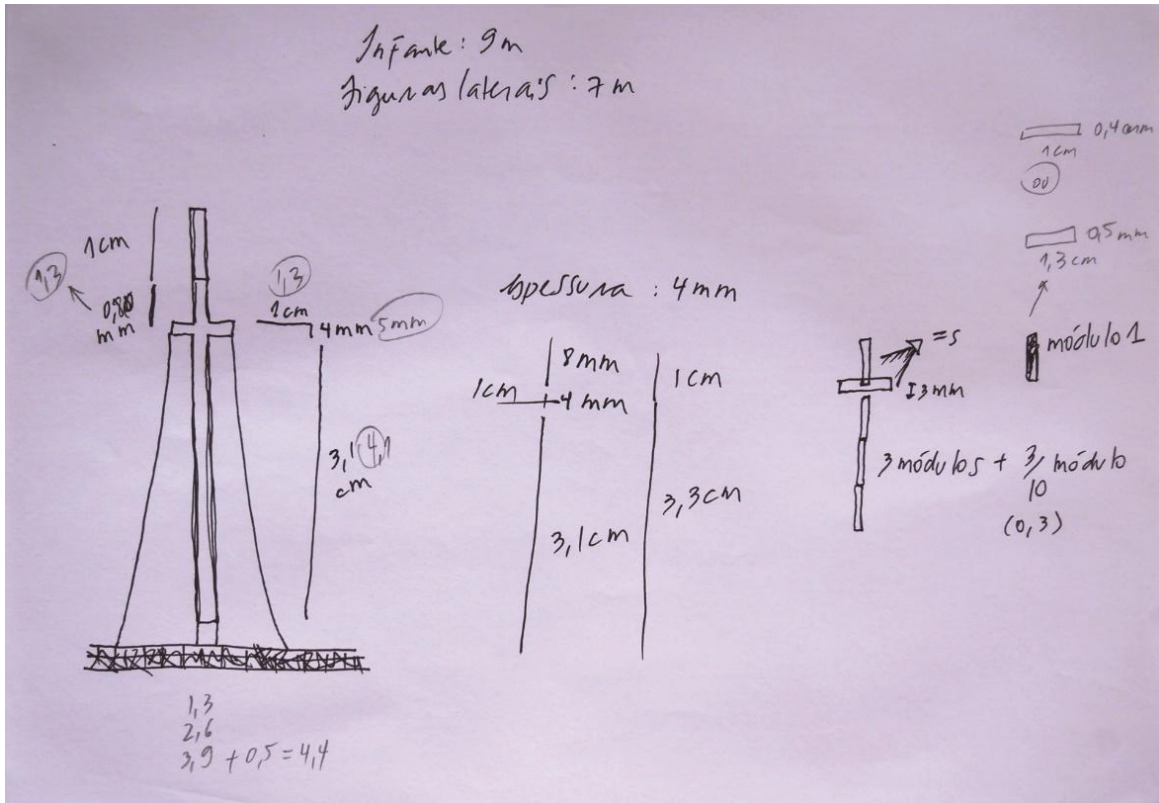 Infante: 9m
figuras laterais: 7m
0,4mm
1cm
00
0,5mm
1,3cm
módulo 1
1cm
1,3
mm
1,3
1cm
4mm 5mm
3,1
cm
espessura : 4mm
8mm
1cm
4mm
3,1cm
1cm
3,3cm
=s
3mm
3 módulos + 3/ módulo
10
(0,3)
1,3
2,6
3,9 + 0,5 = 4,4